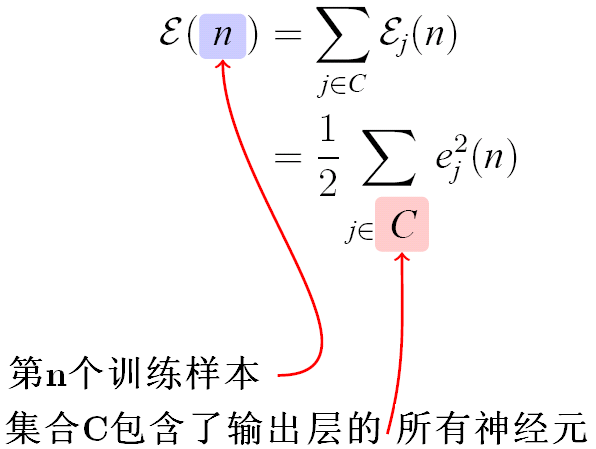 ℰ(n) = ∑_{j∈C} ℰ_j(n)
= 1/2 ∑_{j∈C} e_j^2(n)
第n个训练样本
集合C包含了输出层的 所有神经元